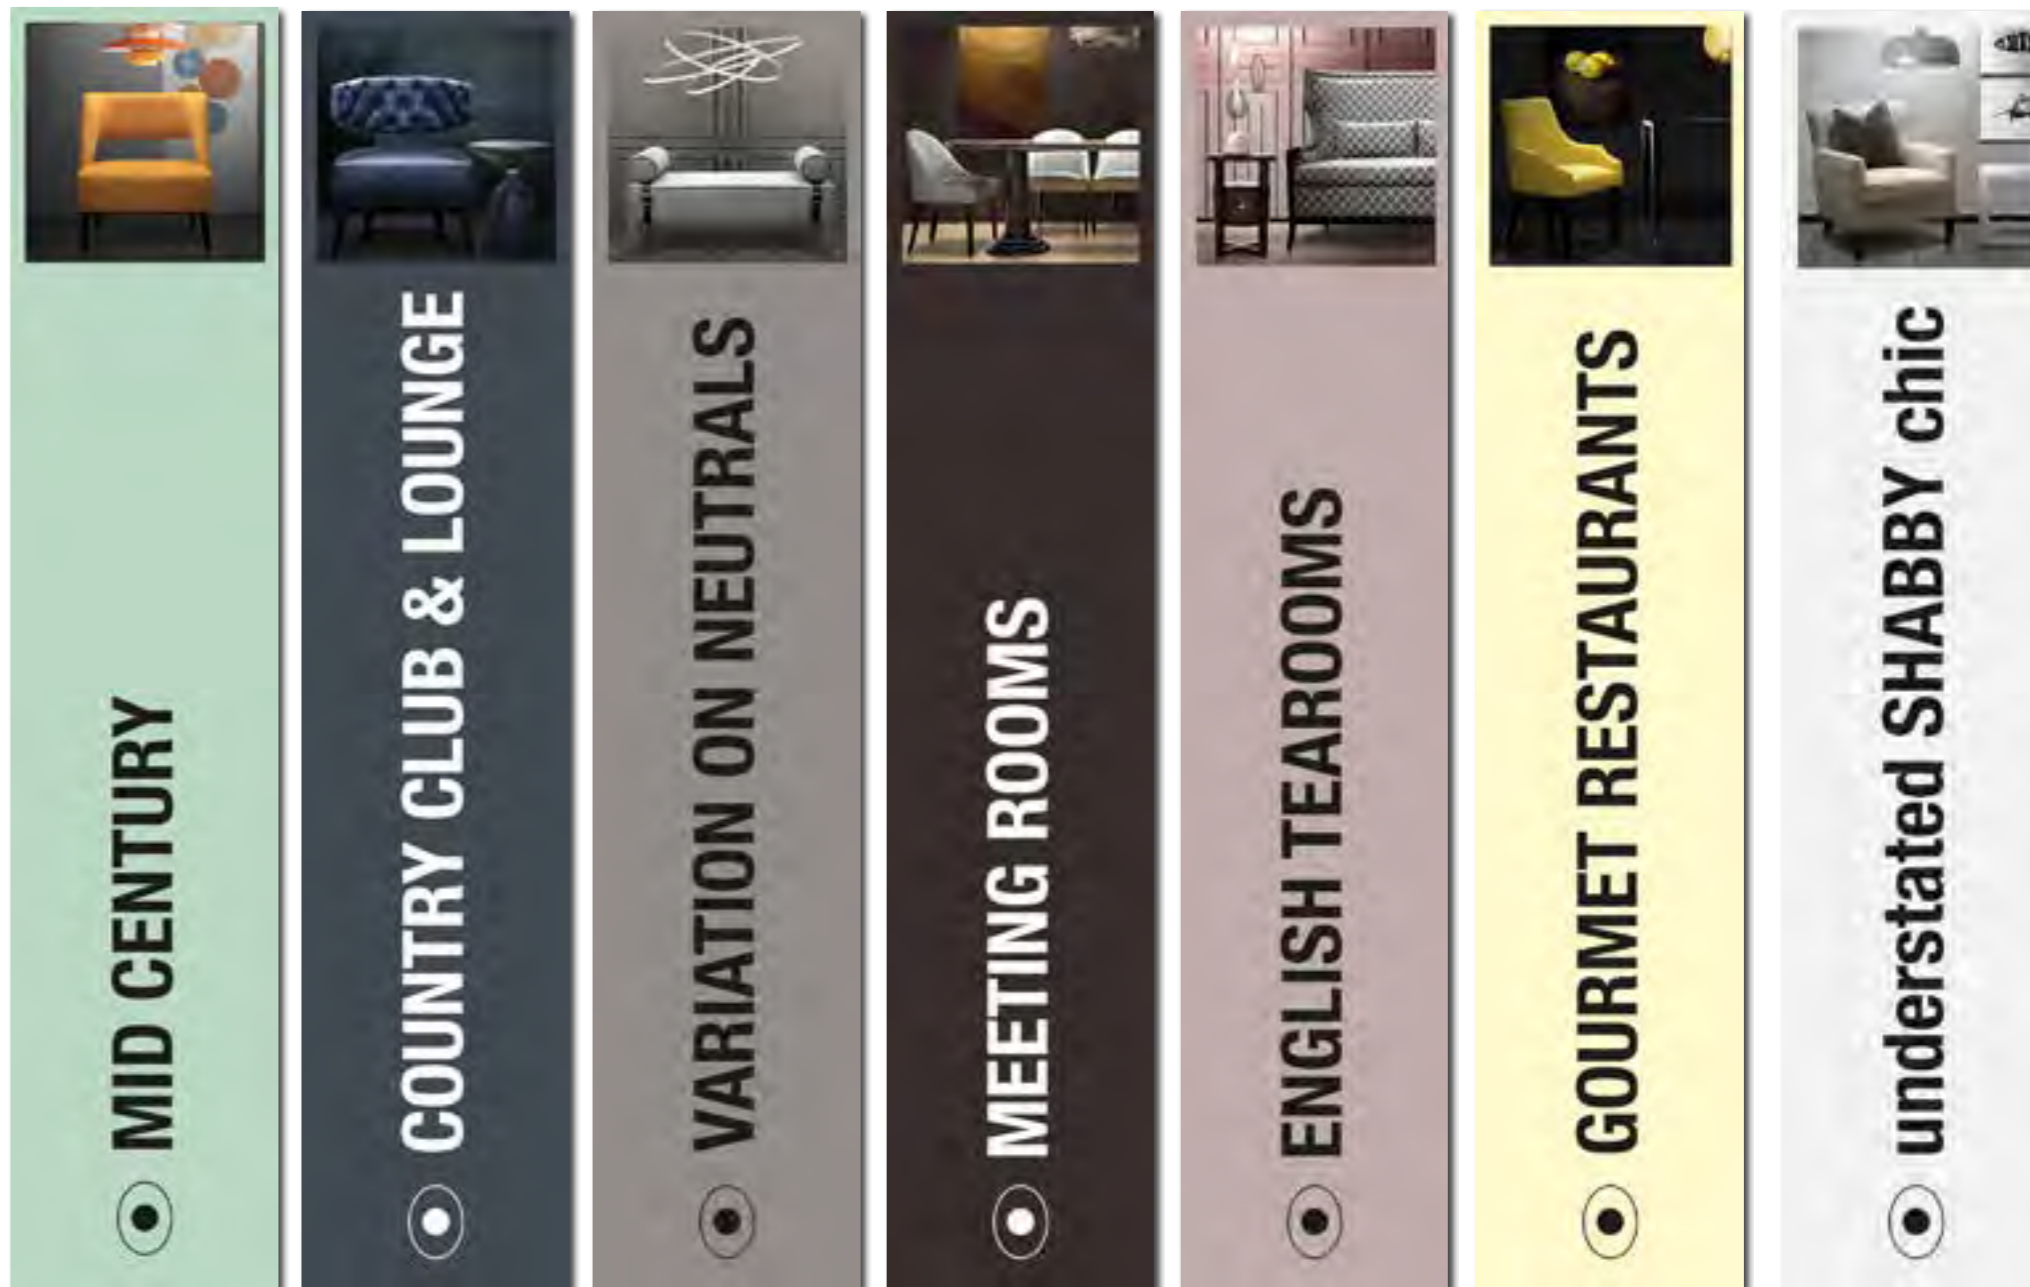 MID CENTURY
COUNTRY CLUB & LOUNGE
VARIATION ON NEUTRALS
MEETING ROOMS
ENGLISH TEAROOMS
GOURMET RESTAURANTS
understated SHABBY chic